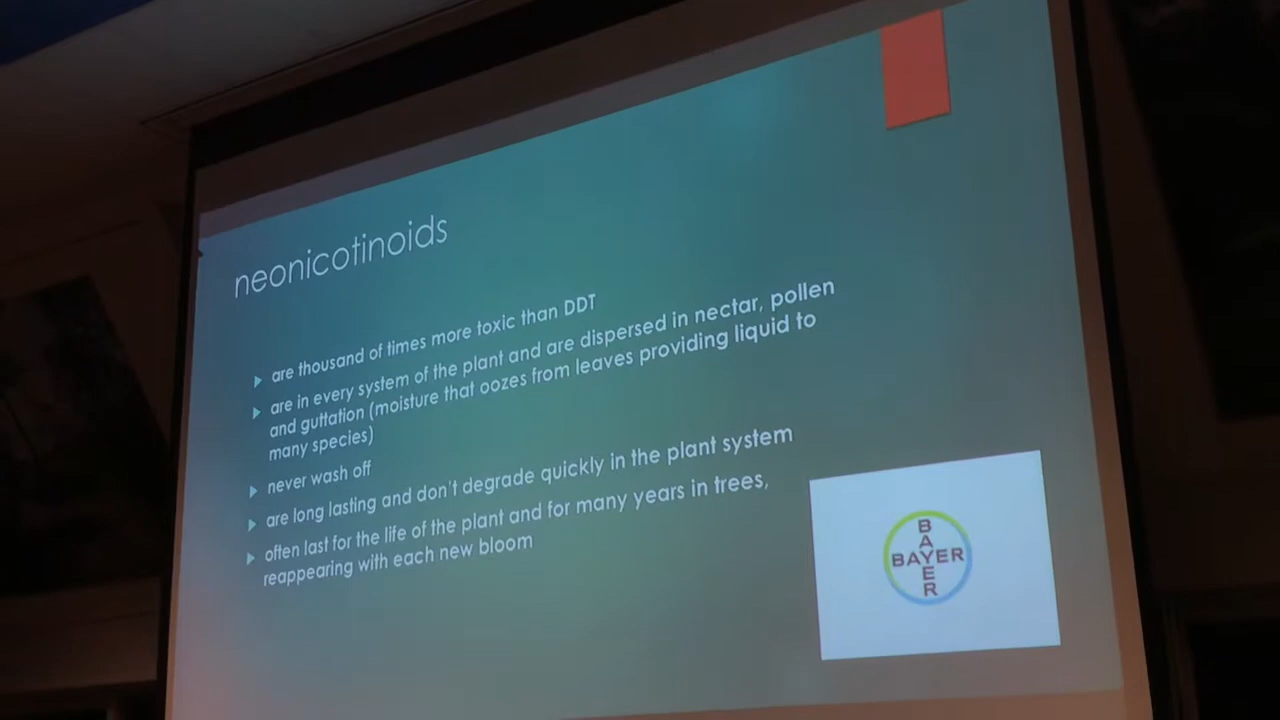 neonicotinoids
are thousand of times more toxic than DDT
are in every system of the plant and are dispersed in nectar, pollen
and guttation (moisture that oozes from leaves providing liquid to
many species)
never wash off
are long lasting and don't degrade quickly in the plant system
often last for the life of the plant and for many years in trees,
reappearing with each new bloom
BAYER
BAYER